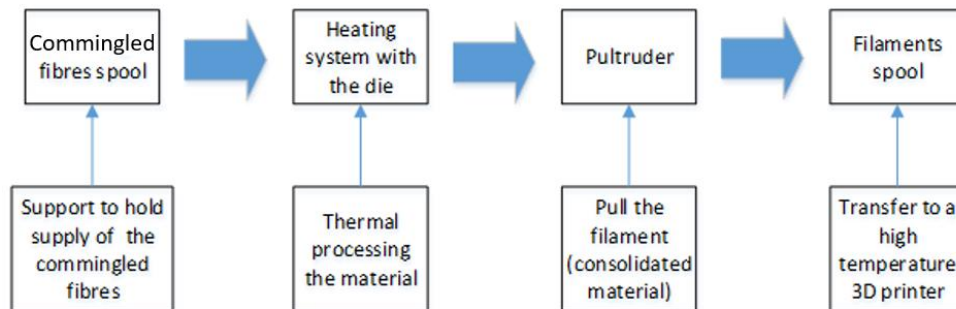 Commingled
fibres spool
Heating
system with
the die
Pultruder
Filaments
spool
Support to hold
supply of the
commingled
fibres
Thermal
processing
the material
Pull the
filament
(consolidated
material)
Transfer to a
high
temperature
3D printer